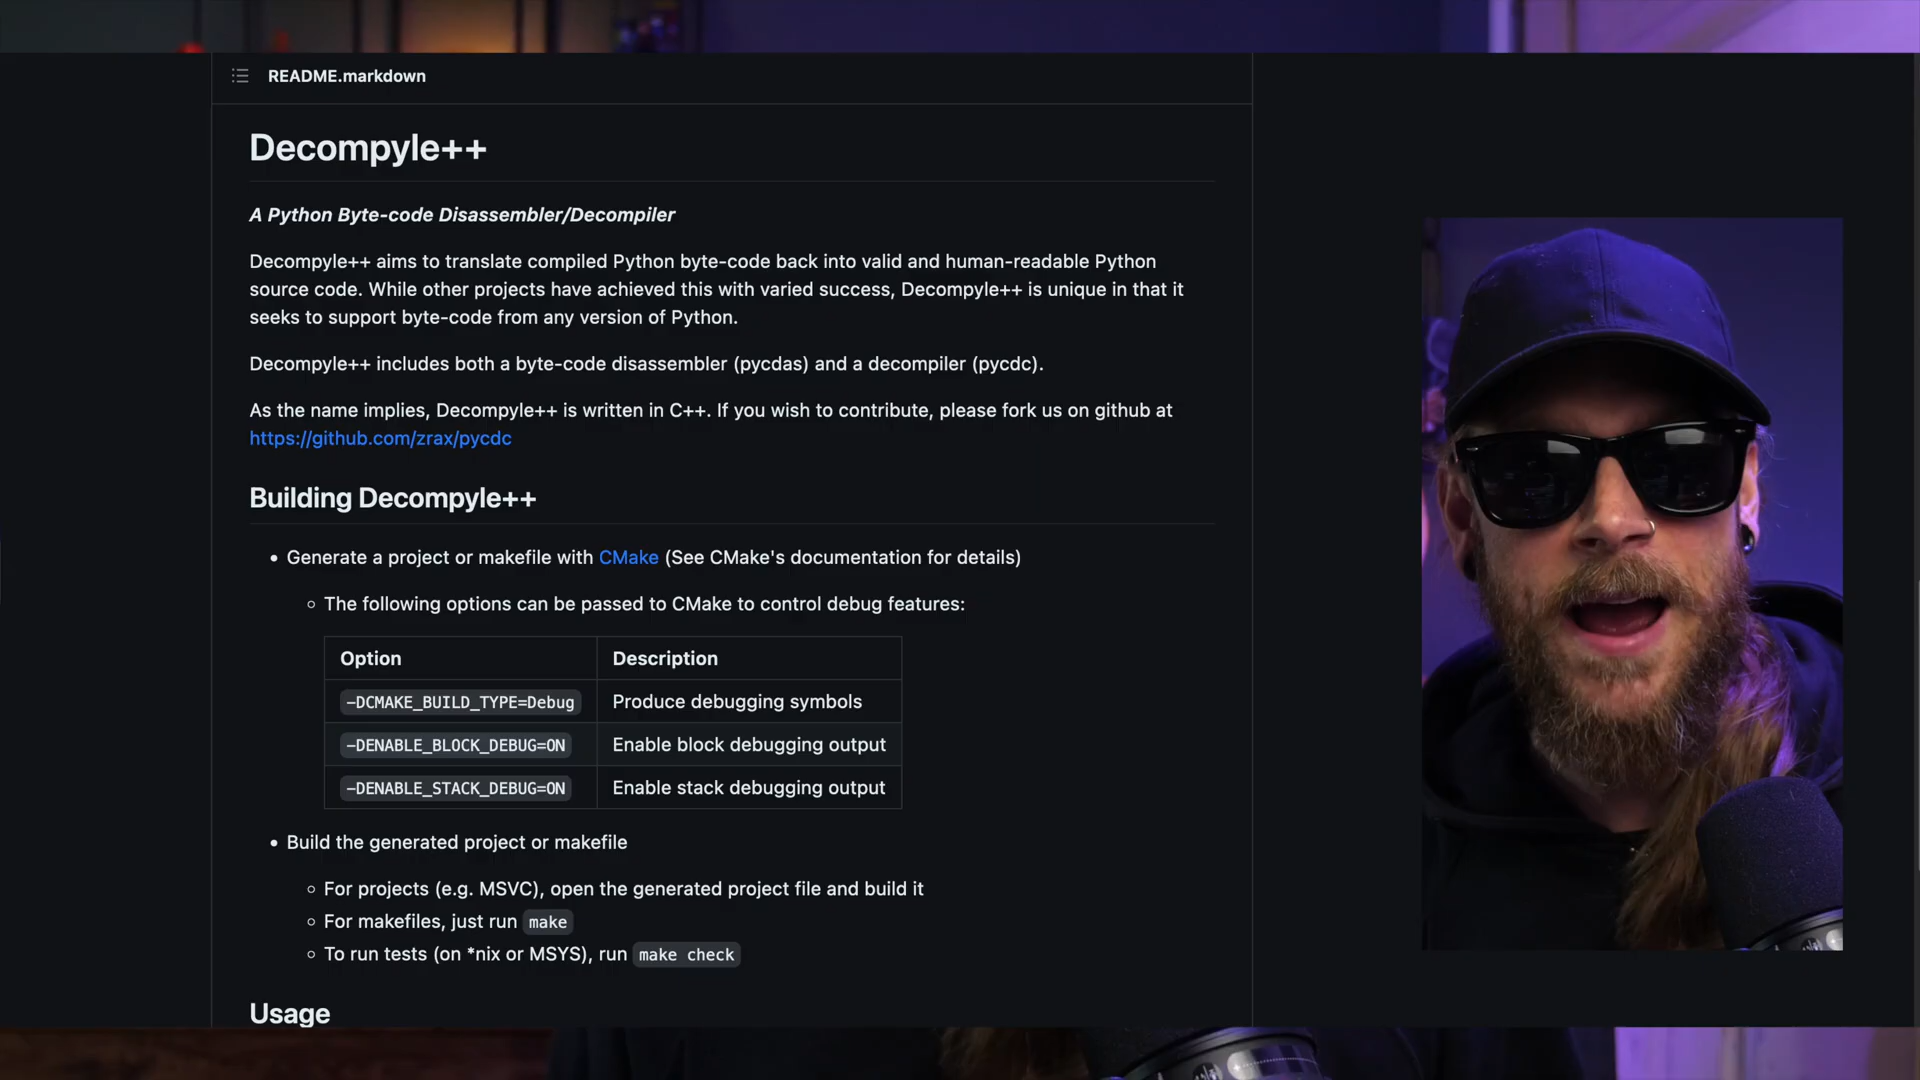 README.markdown
Decompyle++
A Python Byte-code Disassembler/Decompiler
Decompyle++ aims to translate compiled Python byte-code back into valid and human-readable Python
source code. While other projects have achieved this with varied success, Decompyle++ is unique in that it
seeks to support byte-code from any version of Python.
Decompyle++ includes both a byte-code disassembler (pycdas) and a decompiler (pycdc).
As the name implies, Decompyle++ is written in C++. If you wish to contribute, please fork us on github at
https://github.com/zrax/pycdc
Building Decompyle++
• Generate a project or makefile with CMake (See CMake's documentation for details)
◦ The following options can be passed to CMake to control debug features:
Option Description
-DCMAKE_BUILD_TYPE=Debug Produce debugging symbols
-DENABLE_BLOCK_DEBUG=ON Enable block debugging output
-DENABLE_STACK_DEBUG=ON Enable stack debugging output
• Build the generated project or makefile
◦ For projects (e.g. MSVC), open the generated project file and build it
◦ For makefiles, just run make
◦ To run tests (on *nix or MSYS), run make check
Usage